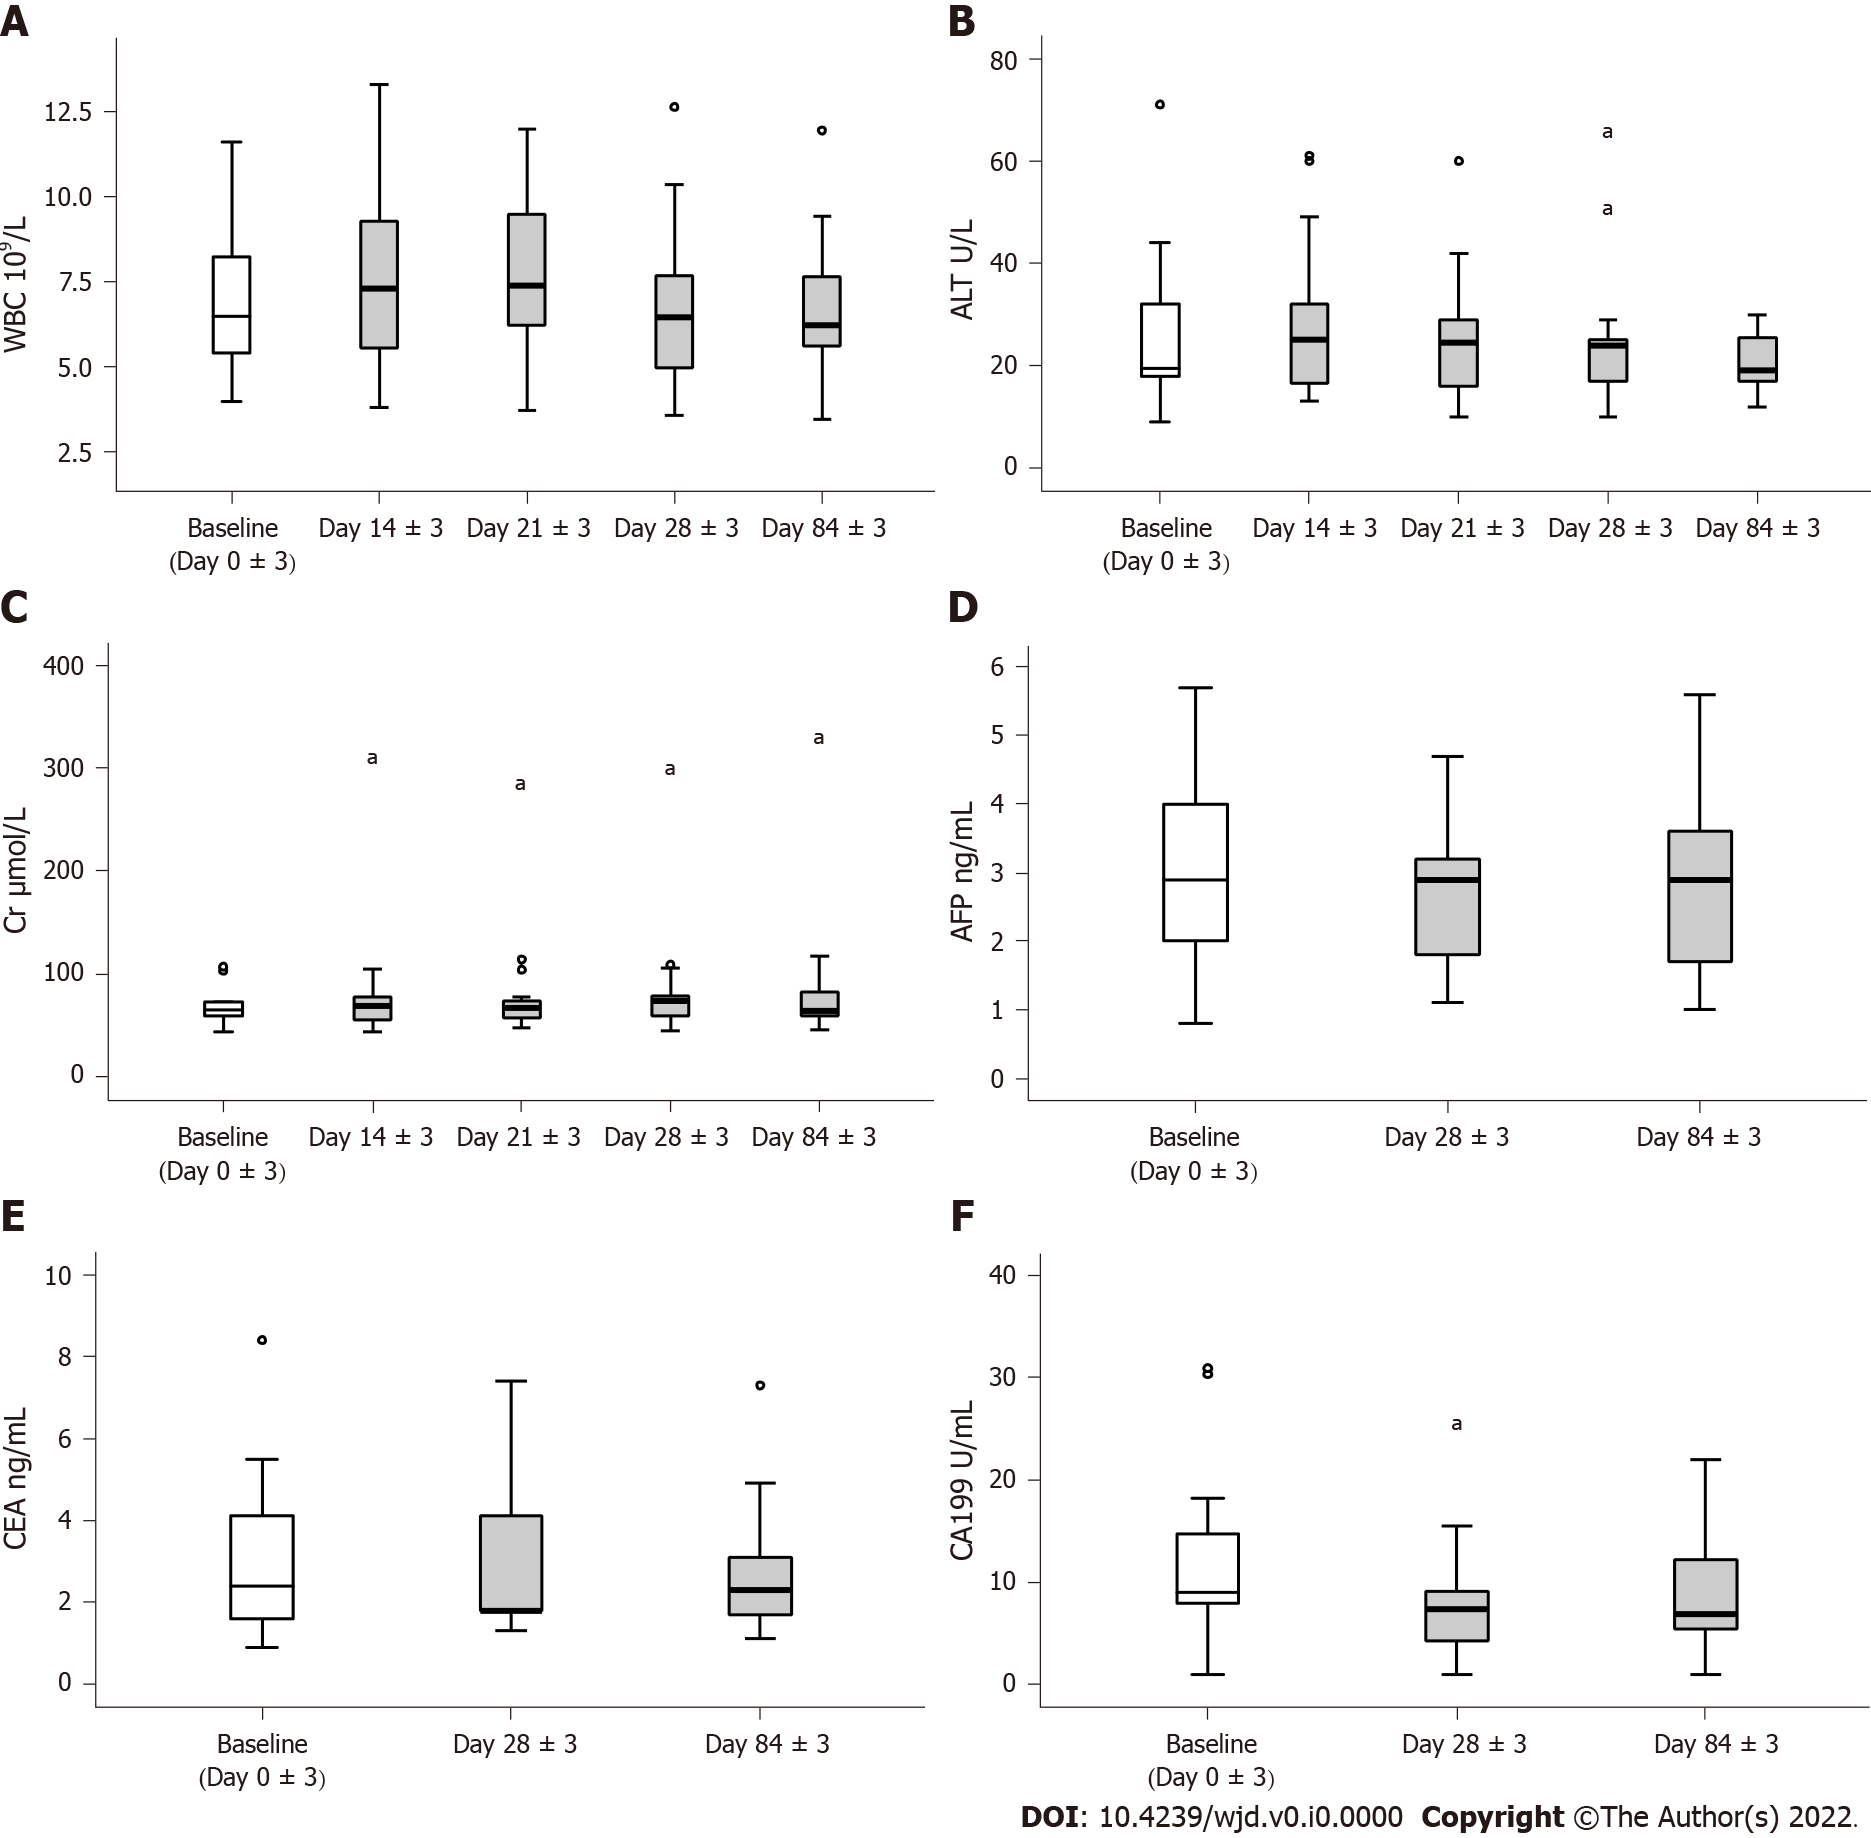 A
WBC 10⁹/L
12.5
10.0
7.5
5.0
2.5
Baseline
(Day 0 ± 3)
Day 14 ± 3
Day 21 ± 3
Day 28 ± 3
Day 84 ± 3
B
ALT U/L
80
60
40
20
0
a
a
Baseline
(Day 0 ± 3)
Day 14 ± 3
Day 21 ± 3
Day 28 ± 3
Day 84 ± 3
C
Cr μmol/L
400
300
200
100
0
a
a
a
a
Baseline
(Day 0 ± 3)
Day 14 ± 3
Day 21 ± 3
Day 28 ± 3
Day 84 ± 3
D
AFP ng/mL
6
5
4
3
2
1
0
Baseline
(Day 0 ± 3)
Day 28 ± 3
Day 84 ± 3
E
CEA ng/mL
10
8
6
4
2
0
Baseline
(Day 0 ± 3)
Day 28 ± 3
Day 84 ± 3
F
CA199 U/mL
40
30
20
10
0
a
Baseline
(Day 0 ± 3)
Day 28 ± 3
Day 84 ± 3
DOI: 10.4239/wjd.v0.i0.0000 Copyright ©The Author(s) 2022.